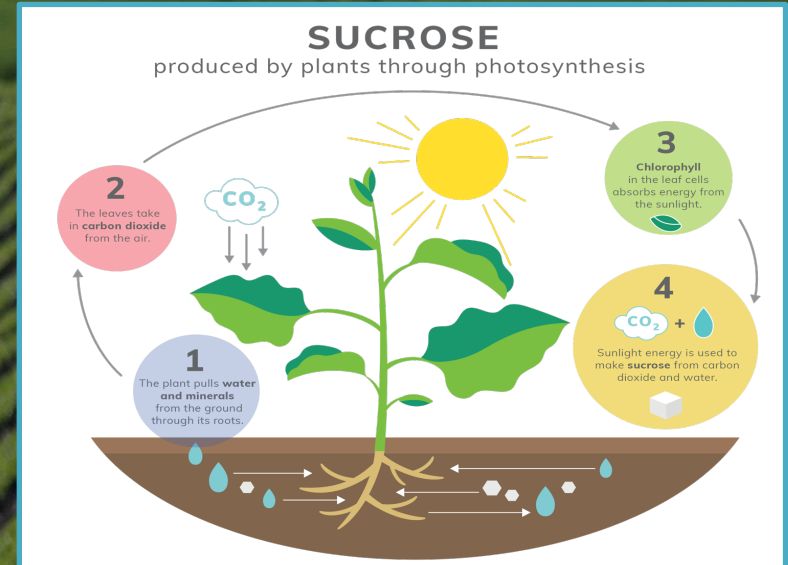 SUCROSE
produced by plants through photosynthesis
1
The plant pulls water
and minerals
from the ground
through its roots.
2
The leaves take
in carbon dioxide
from the air.
CO₂
3
Chlorophyll
in the leaf cells
absorbs energy from
the sunlight.
4
CO₂ +
Sunlight energy is used to
make sucrose from carbon
dioxide and water.